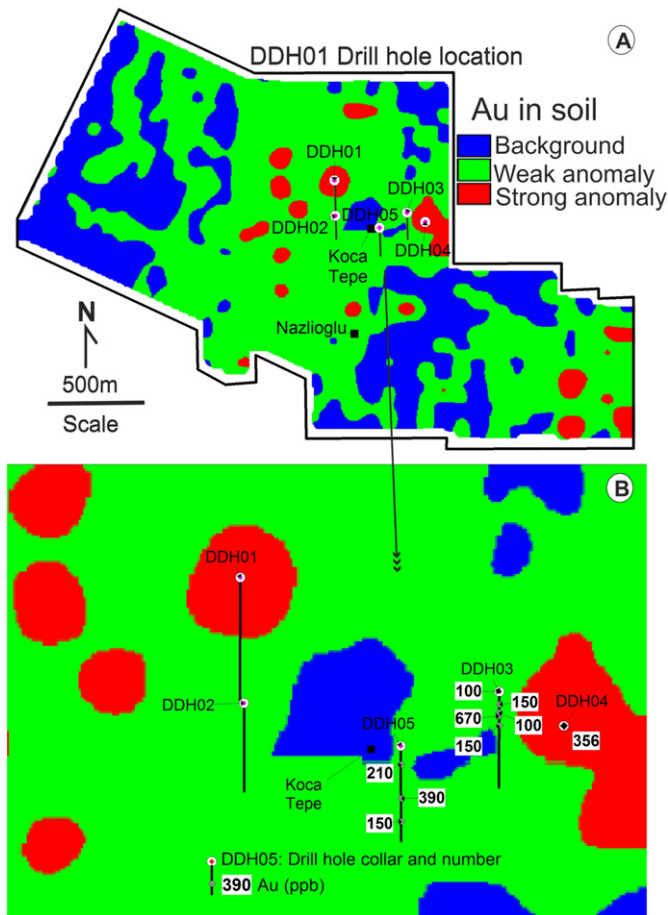 DDH01 Drill hole location
A
Au in soil
Background
Weak anomaly
Strong anomaly
DDH01
DDH03
DDH02
DDH05
DDH04
Koca
Tepe
Nazlioglu
N
500m
Scale
B
DDH01
DDH03
100
150
DDH04
DDH02
670
100
DDH05
356
150
Koca
Tepe
210
390
150
DDH05: Drill hole collar and number
390 Au (ppb)